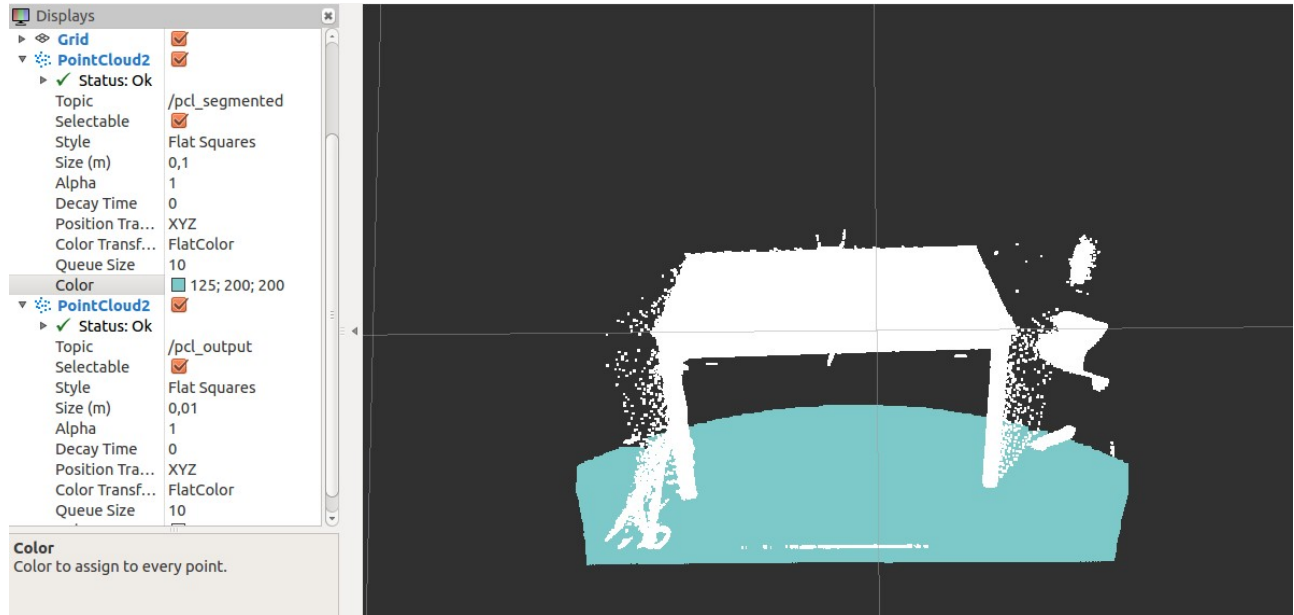 Displays
Grid
PointCloud2
Status: Ok
Topic /pcl_segmented
Selectable
Style Flat Squares
Size (m) 0,1
Alpha 1
Decay Time 0
Position Tra... XYZ
Color Transf... FlatColor
Queue Size 10
Color 125; 200; 200
PointCloud2
Status: Ok
Topic /pcl_output
Selectable
Style Flat Squares
Size (m) 0,01
Alpha 1
Decay Time 0
Position Tra... XYZ
Color Transf... FlatColor
Queue Size 10
Color
Color to assign to every point.